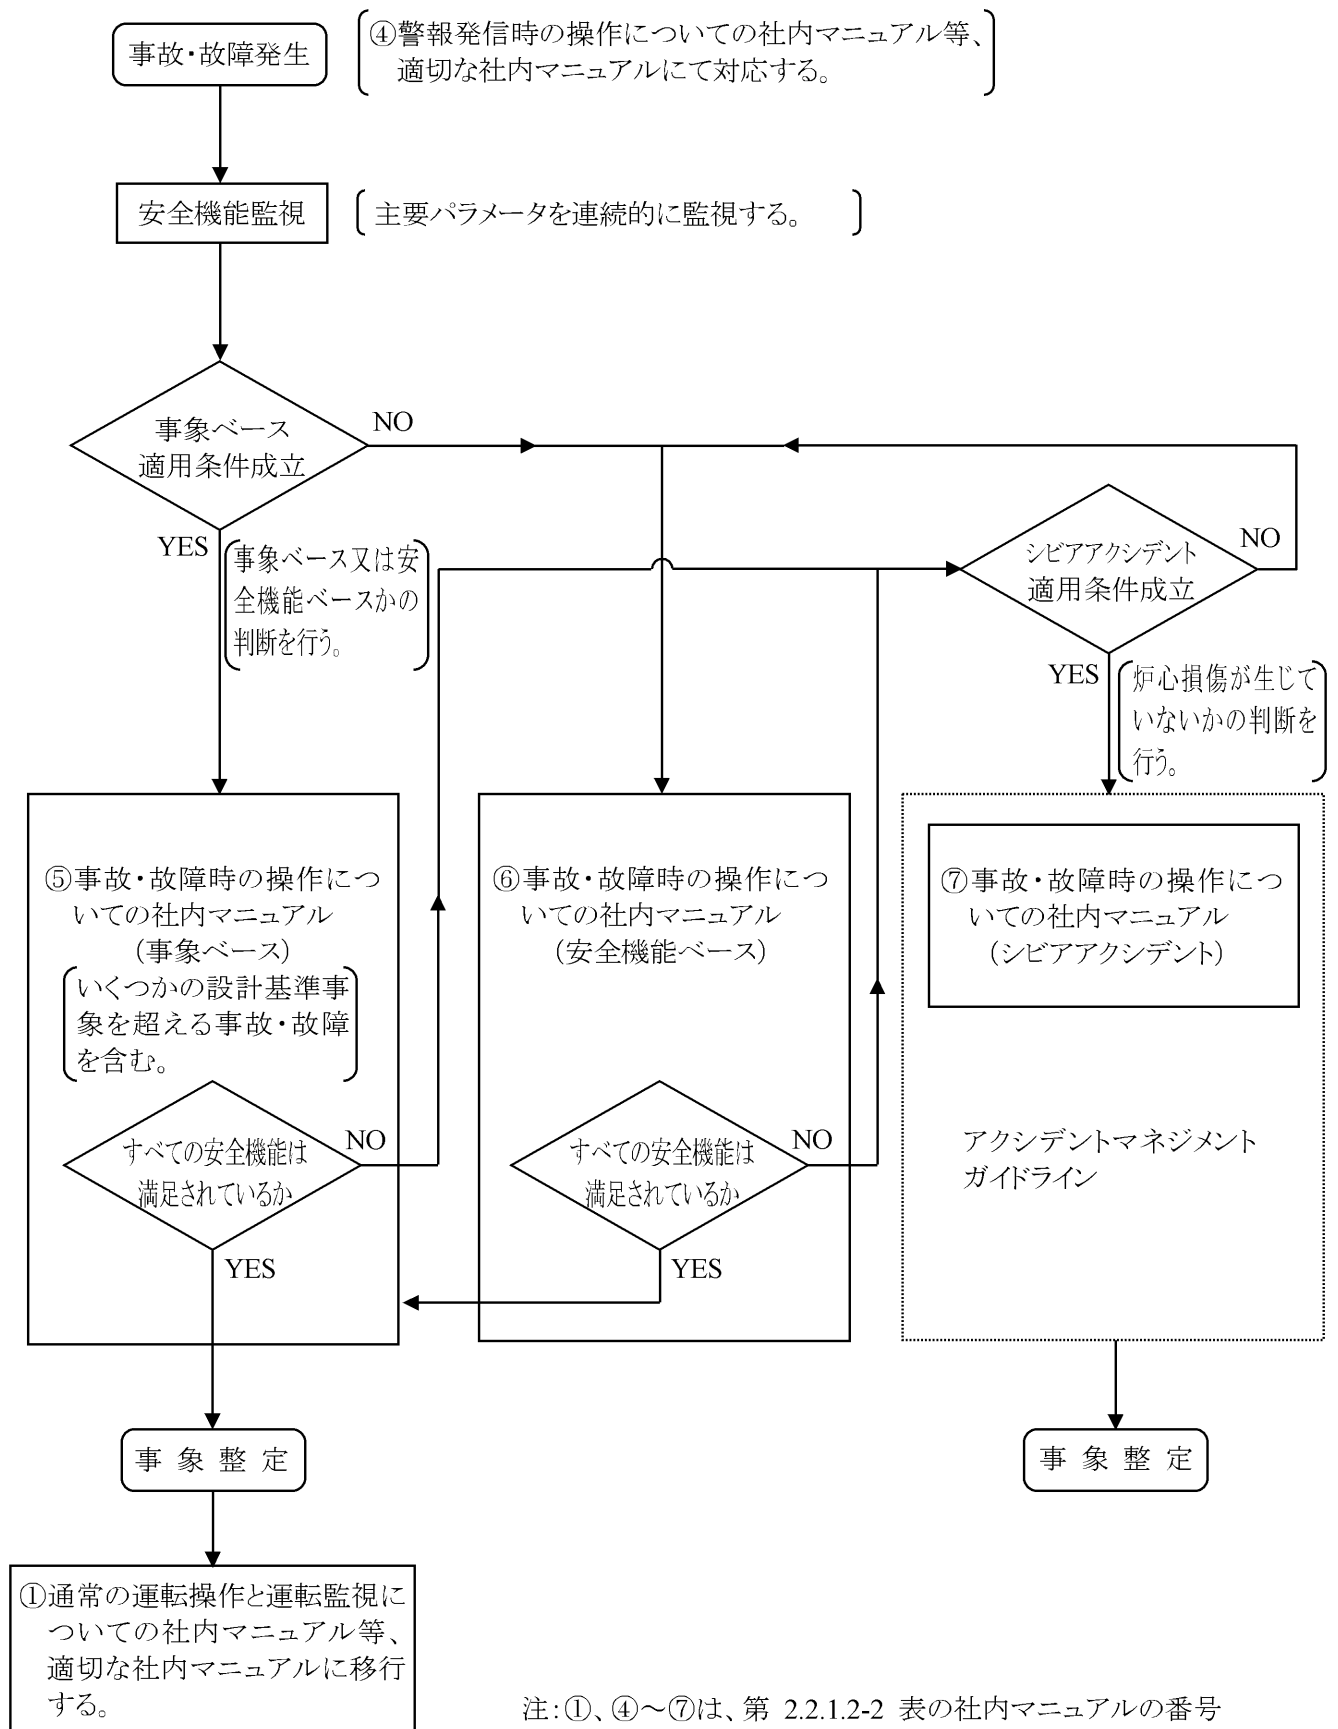 事故・故障発生
④警報発信時の操作についての社内マニュアル等、
適切な社内マニュアルにて対応する。
安全機能監視
主要パラメータを連続的に監視する。
事象ベース
適用条件成立
NO
YES
事象ベース又は安
全機能ベースかの
判断を行う。
シビアアクシデント
適用条件成立
NO
YES
炉心損傷が生じて
いないかの判断を
行う。
⑤事故・故障時の操作につ
いての社内マニュアル
（事象ベース）
いくつかの設計基準事
象を超える事故・故障
を含む。
すべての安全機能は
満足されているか
NO
YES
⑥事故・故障時の操作につ
いての社内マニュアル
（安全機能ベース）
すべての安全機能は
満足されているか
NO
YES
⑦事故・故障時の操作につ
いての社内マニュアル
（シビアアクシデント）
アクシデントマネジメント
ガイドライン
事象整定
事象整定
①通常の運転操作と運転監視に
ついての社内マニュアル等、
適切な社内マニュアルに移行
する。
注：①、④～⑦は、第 2.2.1.2-2 表の社内マニュアルの番号